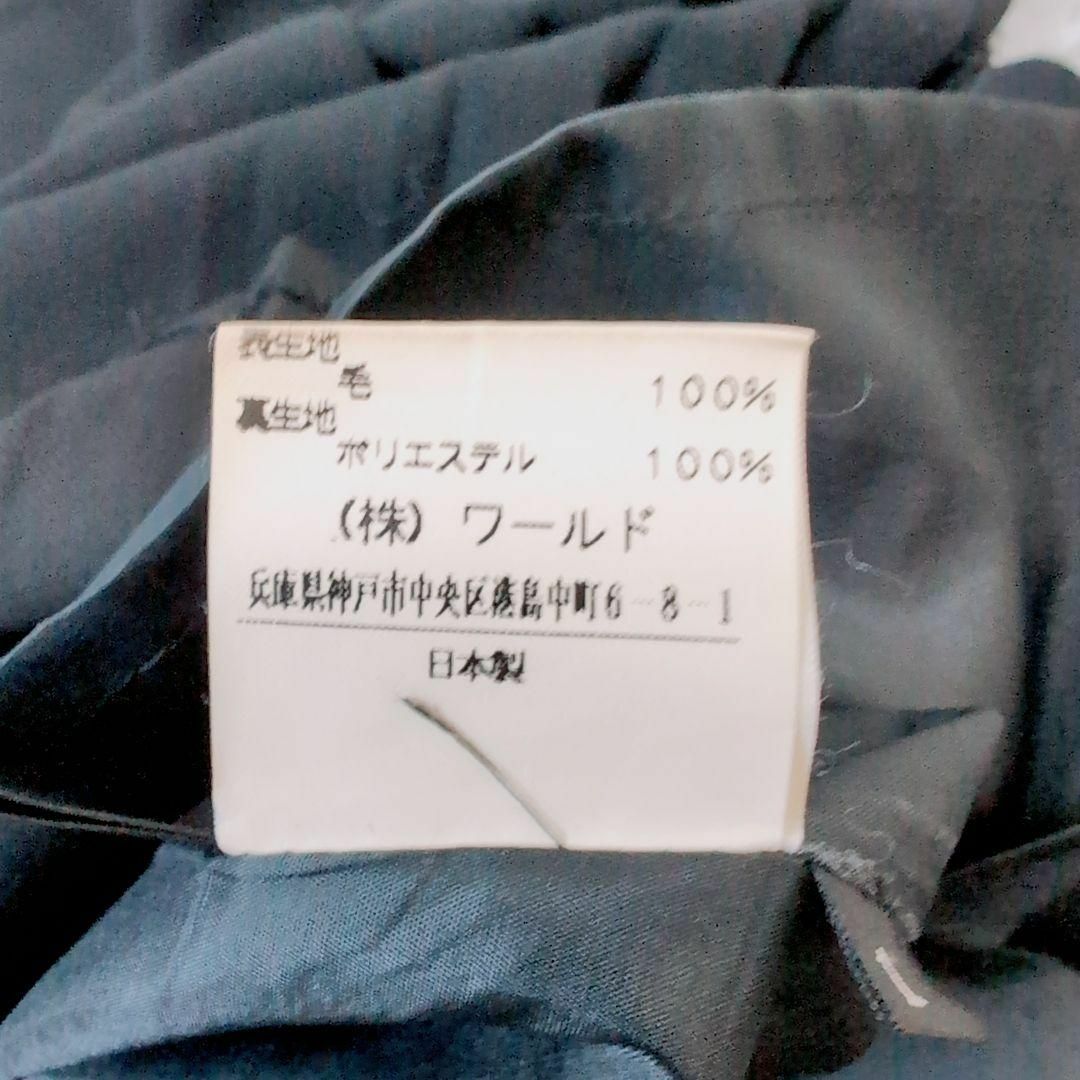 表生地
毛 100%
裏生地
ポリエステル 100%
(株) ワールド
兵庫県神戸市中央区港島中町6-8-1
日本製